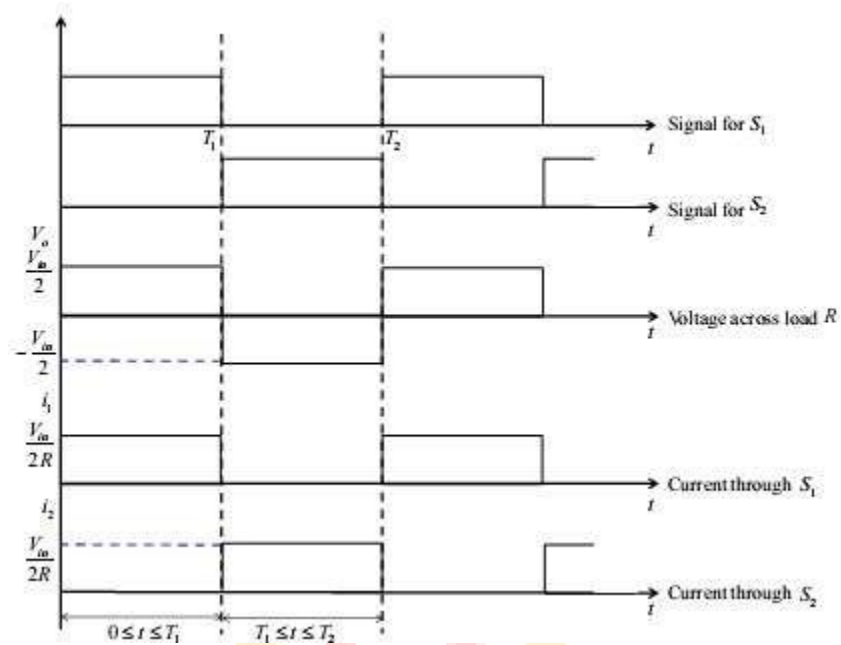 Signal for S₁
t
T₁
T₂
Signal for S₂
t
Vₒ
Vᵢₙ/2
Voltage across load R
t
-Vᵢₙ/2
i₁
Vᵢₙ/2R
Current through S₁
t
i₂
Vᵢₙ/2R
Current through S₂
t
0 ≤ t ≤ T₁
T₁ ≤ t ≤ T₂